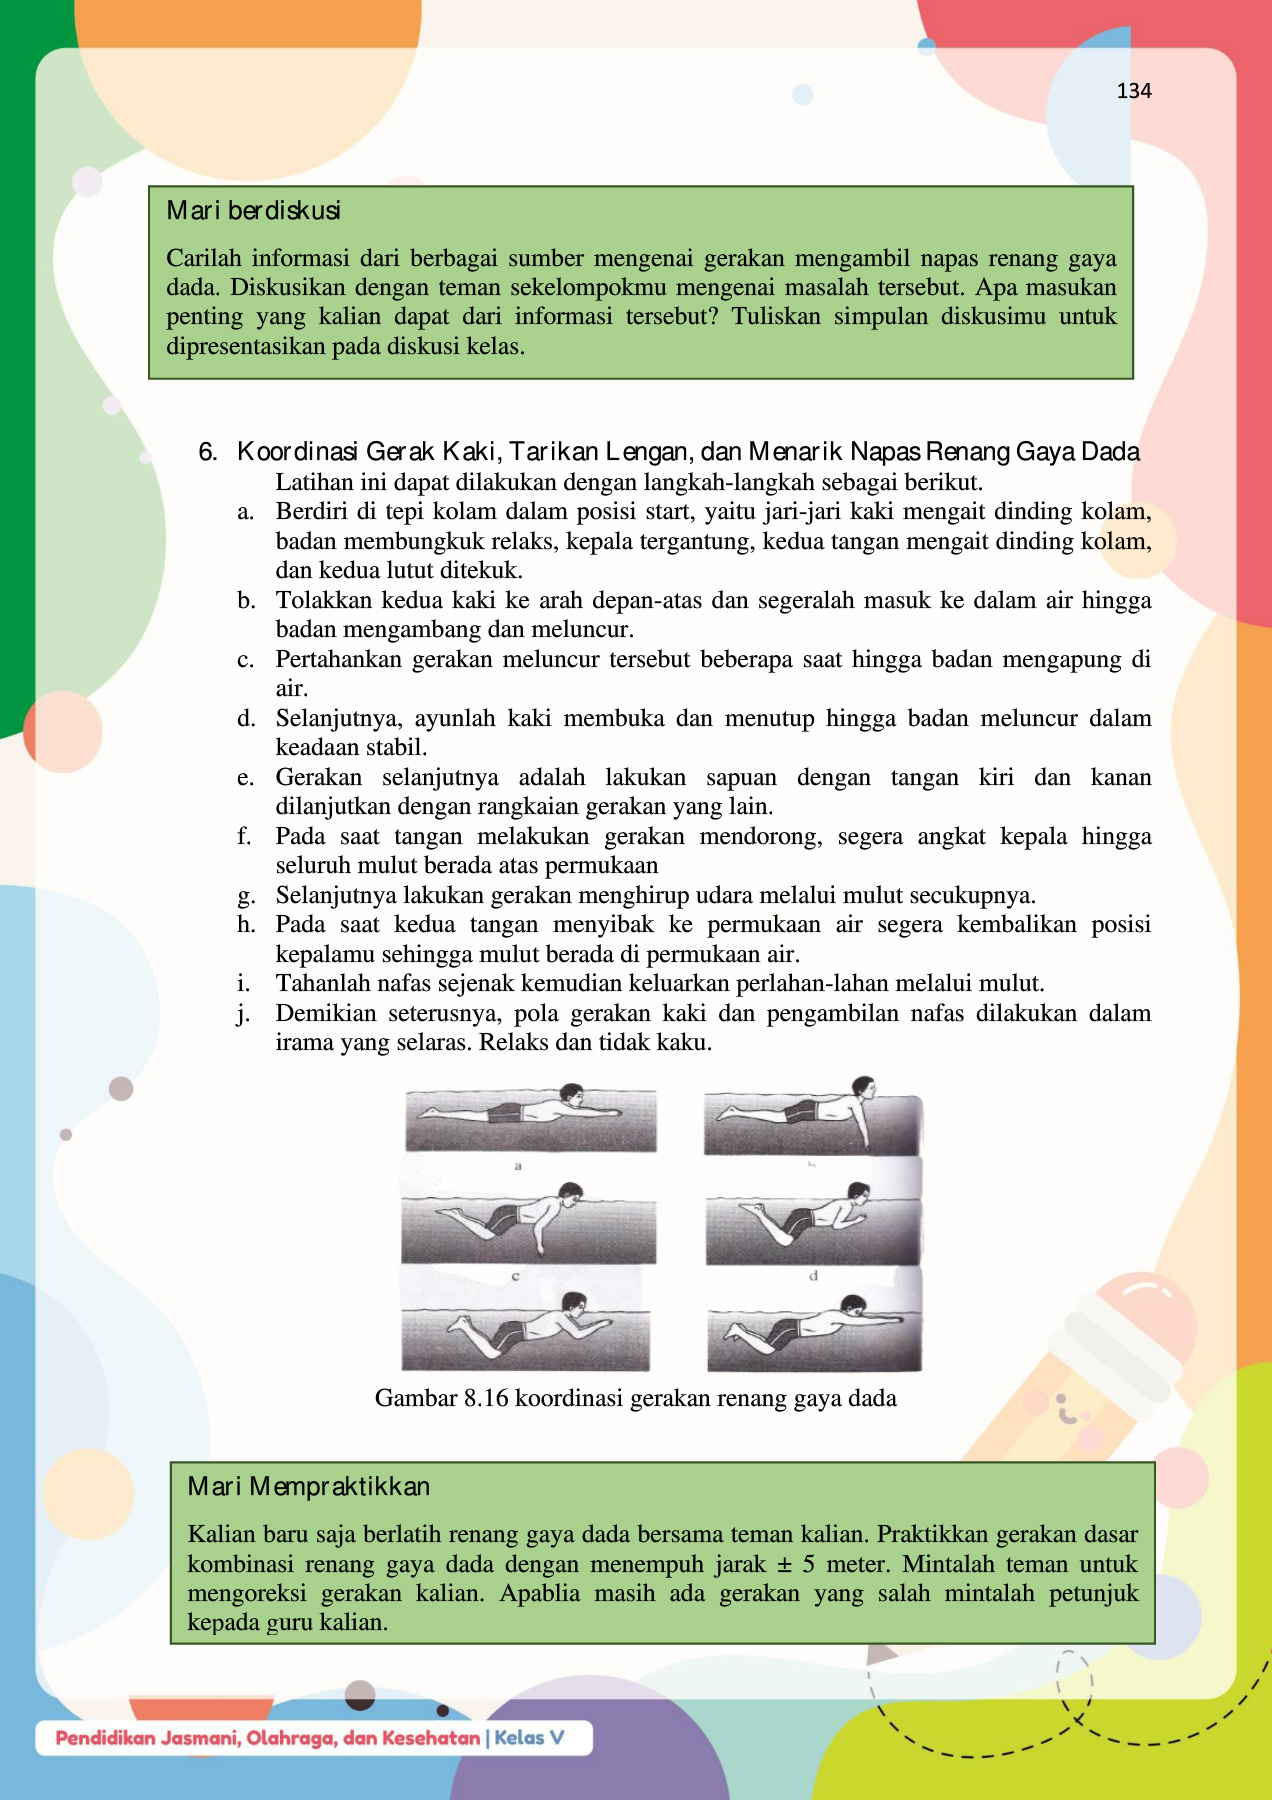 134
Mari berdiskusi
Carilah informasi dari berbagai sumber mengenai gerakan mengambil napas renang gaya
dada. Diskusikan dengan teman sekelompokmu mengenai masalah tersebut. Apa masukan
penting yang kalian dapat dari informasi tersebut? Tuliskan simpulan diskusimu untuk
dipresentasikan pada diskusi kelas.
6. Koordinasi Gerak Kaki, Tarikan Lengan, dan Menarik Napas Renang Gaya Dada
Latihan ini dapat dilakukan dengan langkah-langkah sebagai berikut.
a. Berdiri di tepi kolam dalam posisi start, yaitu jari-jari kaki mengait dinding kolam,
badan membungkuk relaks, kepala tergantung, kedua tangan mengait dinding kolam,
dan kedua lutut ditekuk.
b. Tolakkan kedua kaki ke arah depan-atas dan segeralah masuk ke dalam air hingga
badan mengambang dan meluncur.
c. Pertahankan gerakan meluncur tersebut beberapa saat hingga badan mengapung di
air.
d. Selanjutnya, ayunlah kaki membuka dan menutup hingga badan meluncur dalam
keadaan stabil.
e. Gerakan selanjutnya adalah lakukan sapuan dengan tangan kiri dan kanan
dilanjutkan dengan rangkaian gerakan yang lain.
f. Pada saat tangan melakukan gerakan mendorong, segera angkat kepala hingga
seluruh mulut berada atas permukaan
g. Selanjutnya lakukan gerakan menghirup udara melalui mulut secukupnya.
h. Pada saat kedua tangan menyibak ke permukaan air segera kembalikan posisi
kepalamu sehingga mulut berada di permukaan air.
i. Tahanlah nafas sejenak kemudian keluarkan perlahan-lahan melalui mulut.
j. Demikian seterusnya, pola gerakan kaki dan pengambilan nafas dilakukan dalam
irama yang selaras. Relaks dan tidak kaku.
a
c d
Gambar 8.16 koordinasi gerakan renang gaya dada
Mari Mempraktikkan
Kalian baru saja berlatih renang gaya dada bersama teman kalian. Praktikkan gerakan dasar
kombinasi renang gaya dada dengan menempuh jarak ± 5 meter. Mintalah teman untuk
mengoreksi gerakan kalian. Apablia masih ada gerakan yang salah mintalah petunjuk
kepada guru kalian.
Pendidikan Jasmani, Olahraga, dan Kesehatan | Kelas V